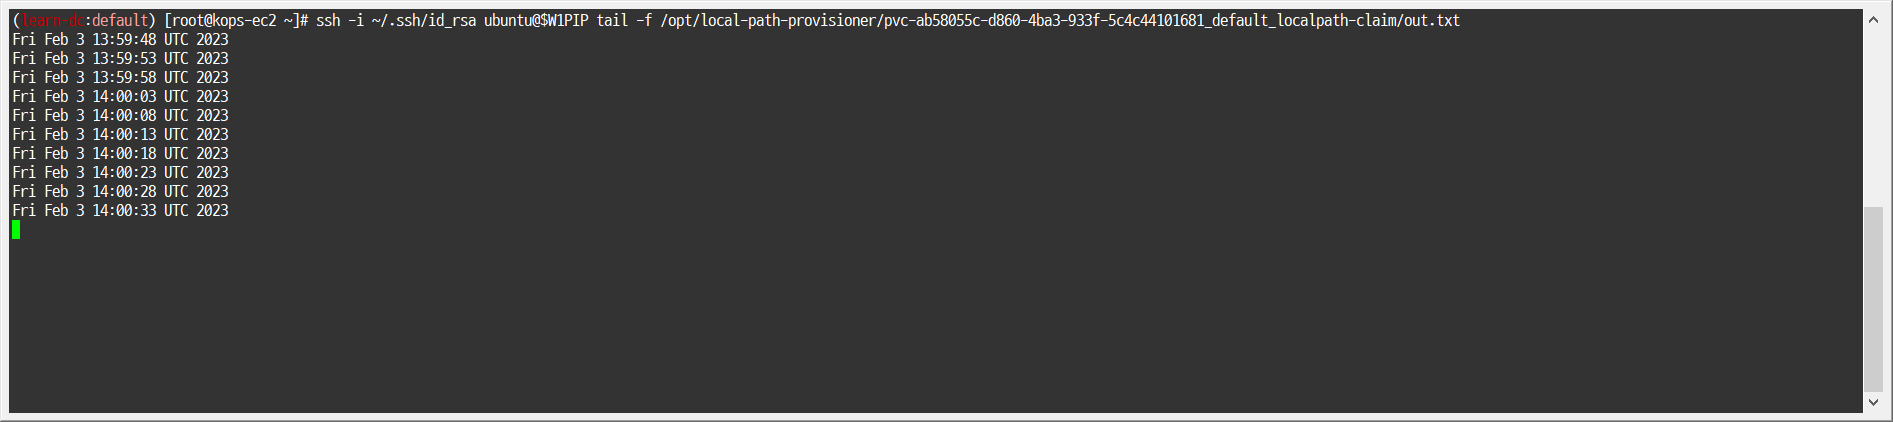 (learn-dc:default) [root@kops-ec2 ~]# ssh -i ~/.ssh/id_rsa ubuntu@$W1PIP tail -f /opt/local-path-provisioner/pvc-ab58055c-d860-4ba3-933f-5c4c44101681_default_localpath-claim/out.txt
Fri Feb 3 13:59:48 UTC 2023
Fri Feb 3 13:59:53 UTC 2023
Fri Feb 3 13:59:58 UTC 2023
Fri Feb 3 14:00:03 UTC 2023
Fri Feb 3 14:00:08 UTC 2023
Fri Feb 3 14:00:13 UTC 2023
Fri Feb 3 14:00:18 UTC 2023
Fri Feb 3 14:00:23 UTC 2023
Fri Feb 3 14:00:28 UTC 2023
Fri Feb 3 14:00:33 UTC 2023